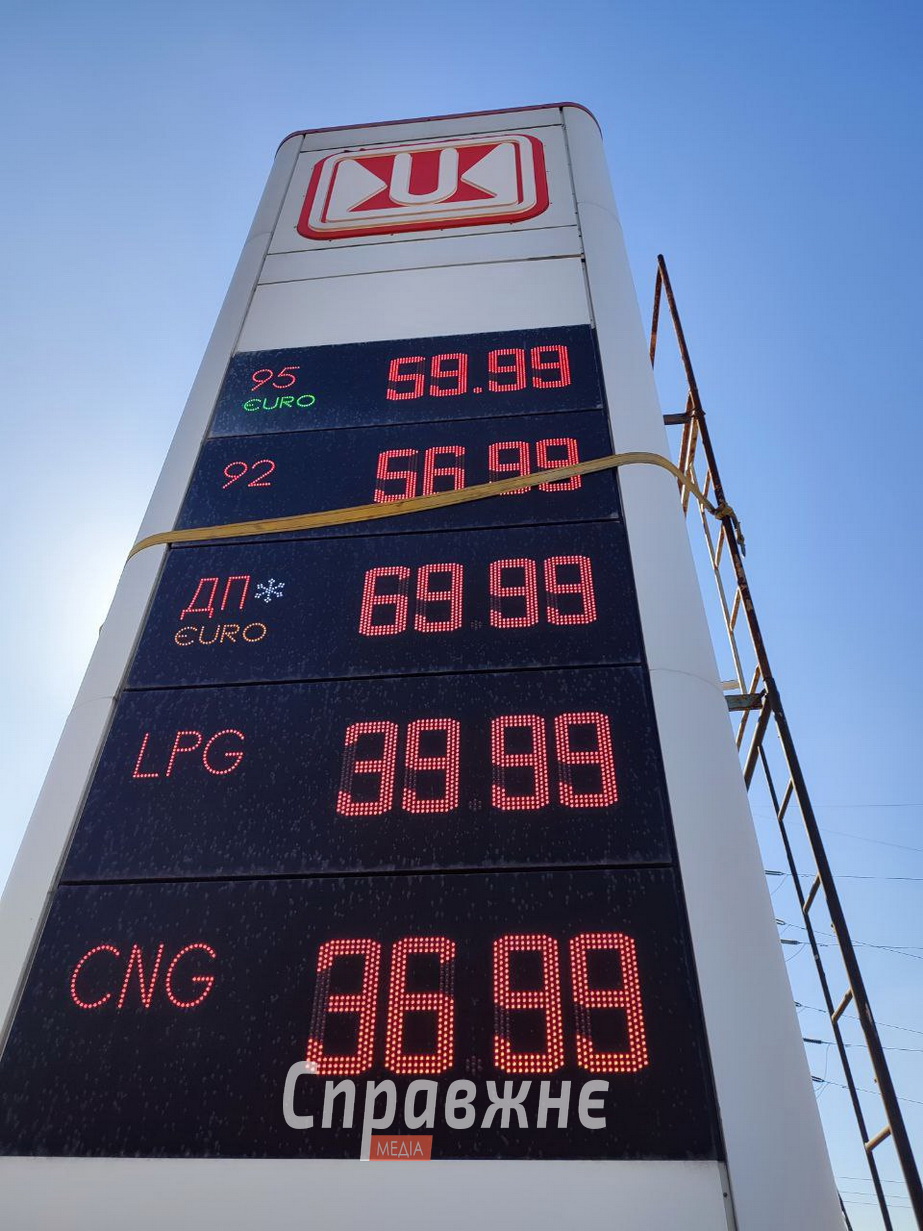 U
95 59.99
EURO
92 56.99
ДП 69.99
EURO
LPG 39.99
CNG 36.99
Справжнє
МЕДІА